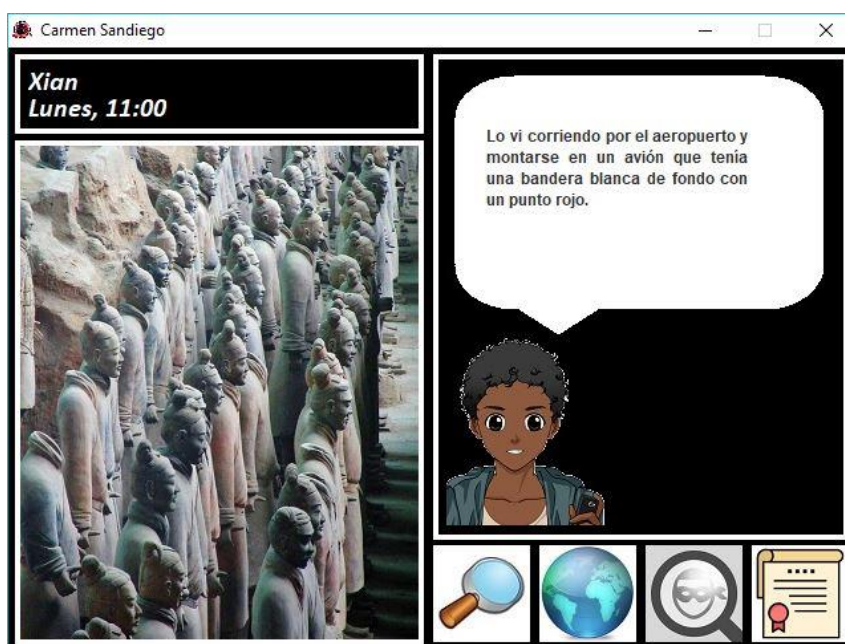 Carmen Sandiego
Xian
Lunes, 11:00
Lo vi corriendo por el aeropuerto y
montarse en un avión que tenía
una bandera blanca de fondo con
un punto rojo.